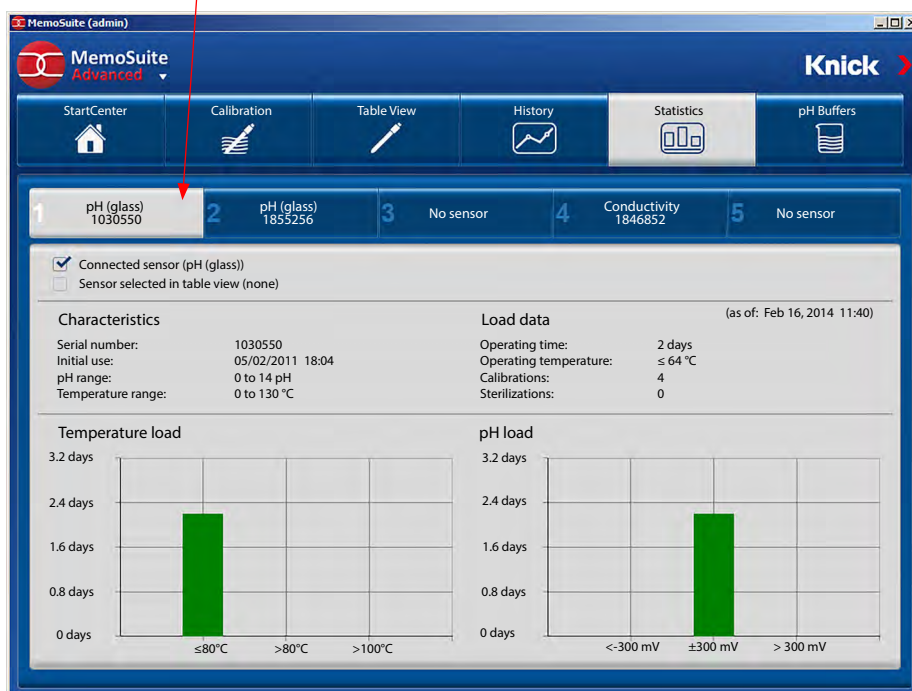 MemoSuite (admin)
MemoSuite
Advanced
Knick
StartCenter
Calibration
Table View
History
Statistics
pH Buffers
1 pH (glass)
1030550
2 pH (glass)
1855256
3 No sensor
4 Conductivity
1846852
5 No sensor
Connected sensor (pH (glass))
Sensor selected in table view (none)
Characteristics
Serial number: 1030550
Initial use: 05/02/2011 18:04
pH range: 0 to 14 pH
Temperature range: 0 to 130 °C
Load data
(as of: Feb 16, 2014 11:40)
Operating time: 2 days
Operating temperature: ≤ 64 °C
Calibrations: 4
Sterilizations: 0
Temperature load
3.2 days
2.4 days
1.6 days
0.8 days
0 days
≤80°C >80°C >100°C
pH load
3.2 days
2.4 days
1.6 days
0.8 days
0 days
<-300 mV ±300 mV > 300 mV